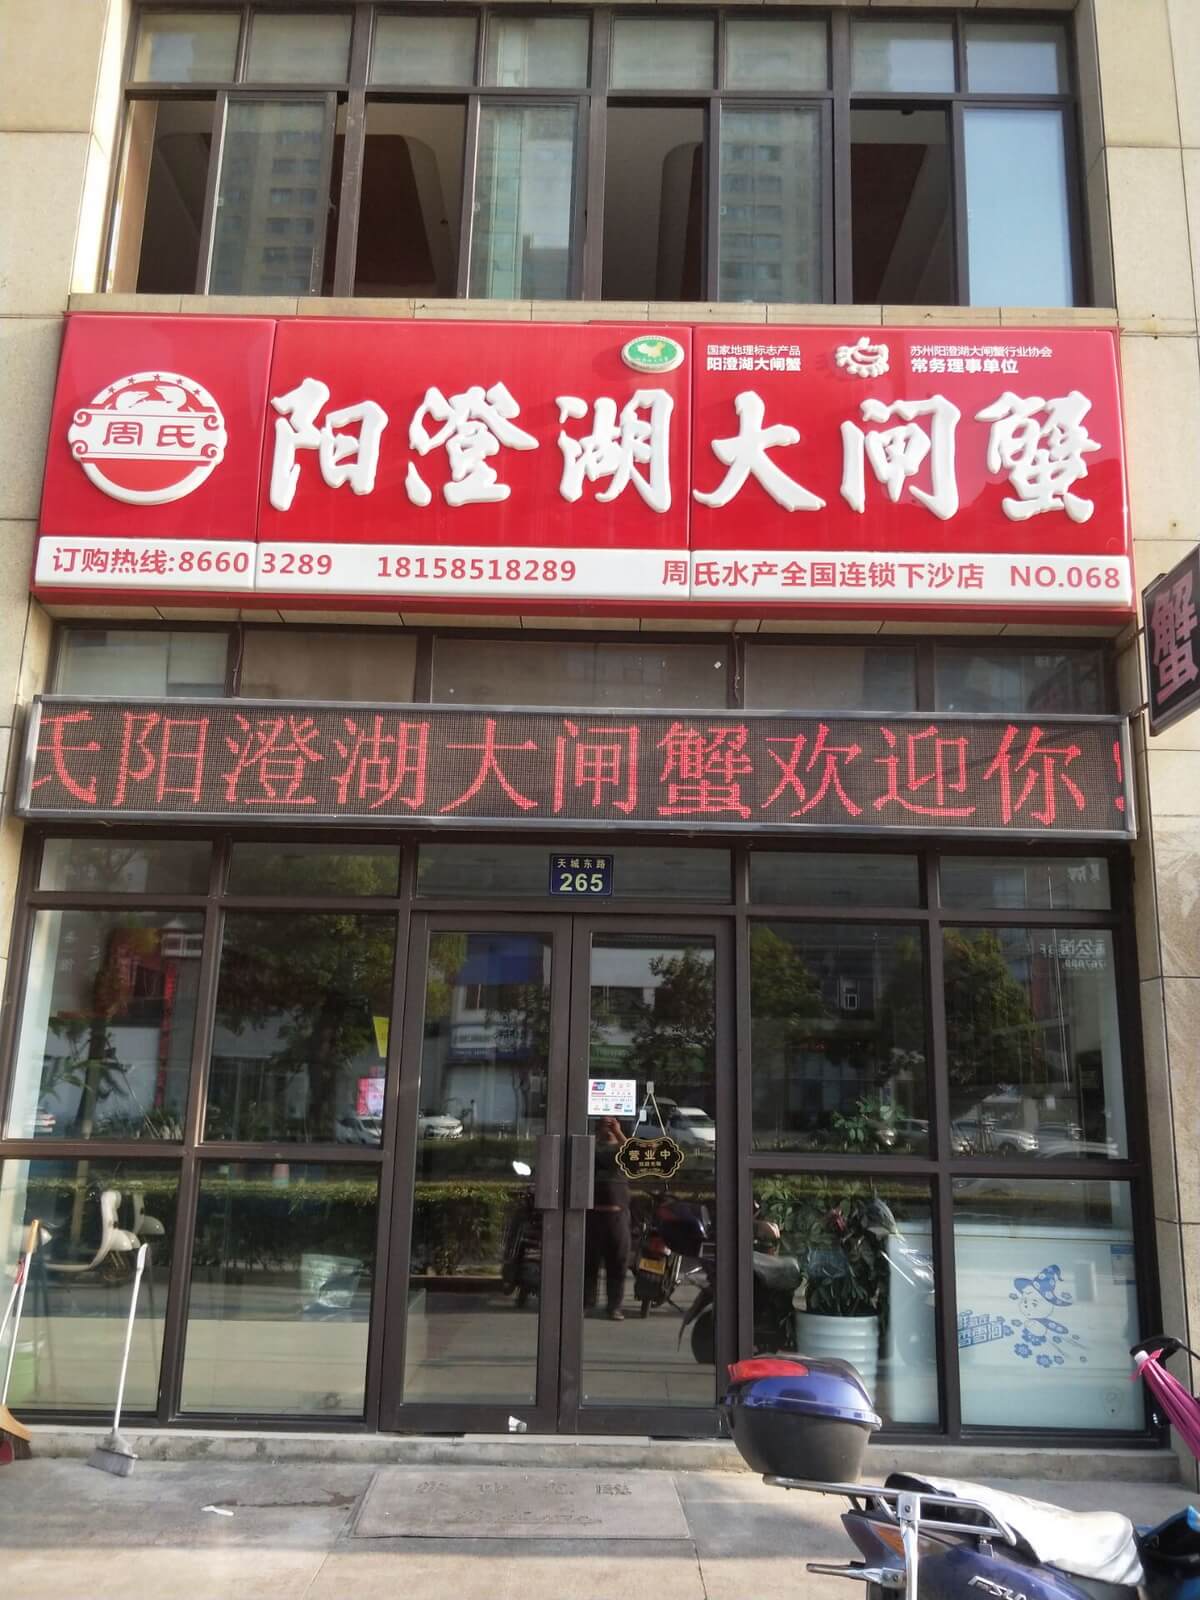 国家地理标志产品
阳澄湖大闸蟹
苏州阳澄湖大闸蟹行业协会
常务理事单位
周氏
阳澄湖大闸蟹
订购热线:86603289 18158518289 周氏水产全国连锁下沙店 NO.068
蟹
氏阳澄湖大闸蟹欢迎你
天城东路
265
营业中